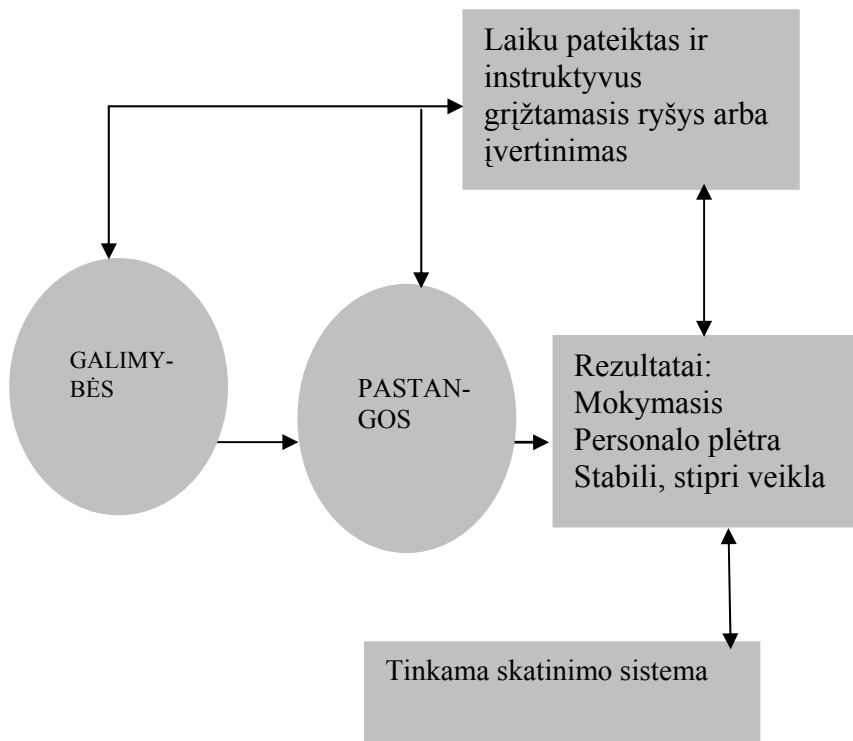 Laiku pateiktas ir
instruktyvus
grįžtamasis ryšys arba
įvertinimas
GALIMY-
BĖS
PASTAN-
GOS
Rezultatai:
Mokymasis
Personalo plėtra
Stabili, stipri veikla
Tinkama skatinimo sistema